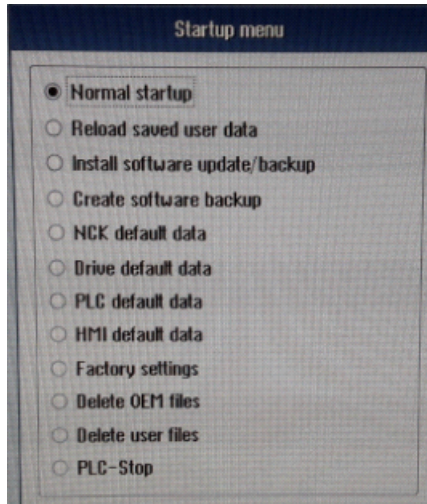 Startup menu
Normal startup
Reload saved user data
Install software update/backup
Create software backup
NCK default data
Drive default data
PLC default data
HMI default data
Factory settings
Delete OEM files
Delete user files
PLC-Stop